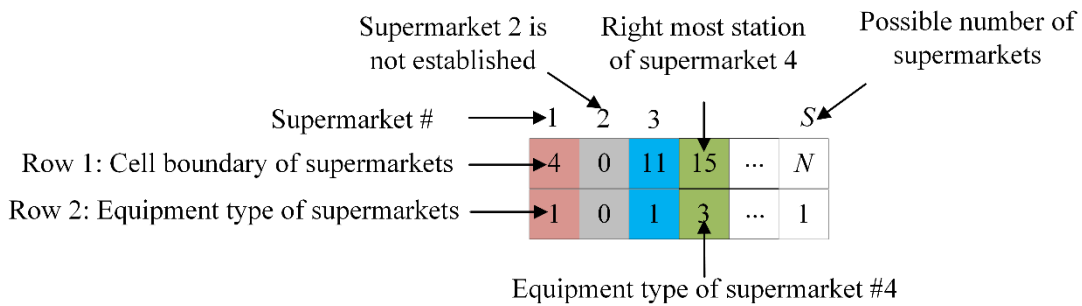 Supermarket 2 is
not established
Right most station
of supermarket 4
Possible number of
supermarkets
Supermarket # 1 2 3 S
Row 1: Cell boundary of supermarkets 4 0 11 15 ... N
Row 2: Equipment type of supermarkets 1 0 1 3 ... 1
Equipment type of supermarket #4